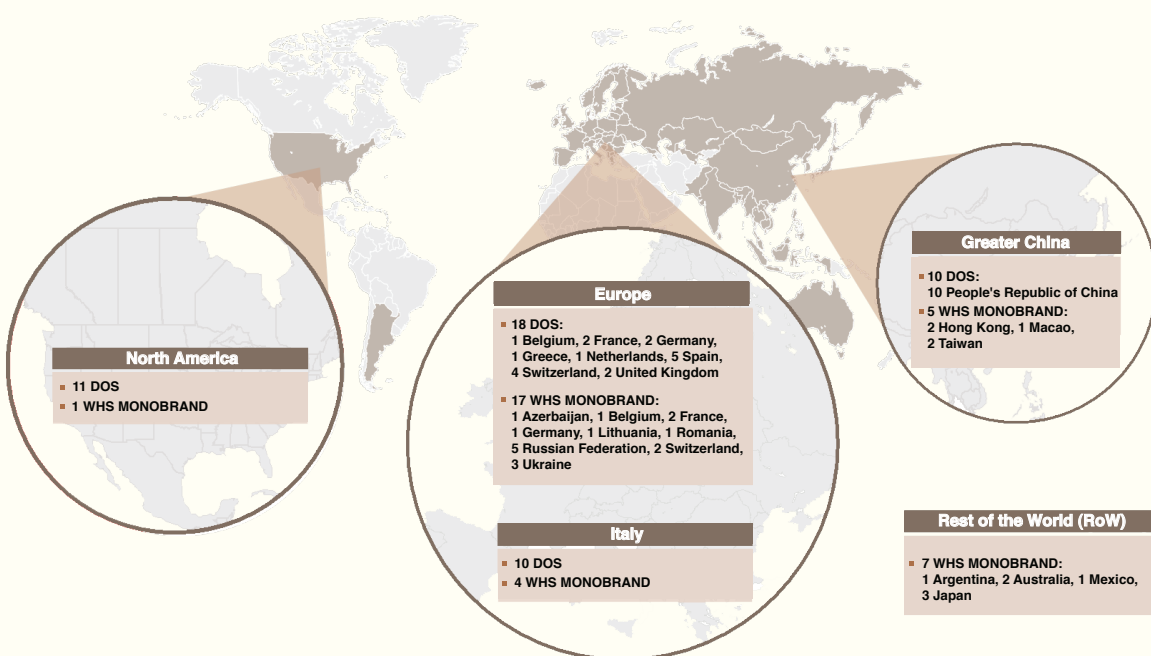 North America
▪ 11 DOS
▪ 1 WHS MONOBRAND
Europe
▪ 18 DOS:
1 Belgium, 2 France, 2 Germany,
1 Greece, 1 Netherlands, 5 Spain,
4 Switzerland, 2 United Kingdom
▪ 17 WHS MONOBRAND:
1 Azerbaijan, 1 Belgium, 2 France,
1 Germany, 1 Lithuania, 1 Romania,
5 Russian Federation, 2 Switzerland,
3 Ukraine
Italy
▪ 10 DOS
▪ 4 WHS MONOBRAND
Greater China
▪ 10 DOS:
10 People's Republic of China
▪ 5 WHS MONOBRAND:
2 Hong Kong, 1 Macao,
2 Taiwan
Rest of the World (RoW)
▪ 7 WHS MONOBRAND:
1 Argentina, 2 Australia, 1 Mexico,
3 Japan